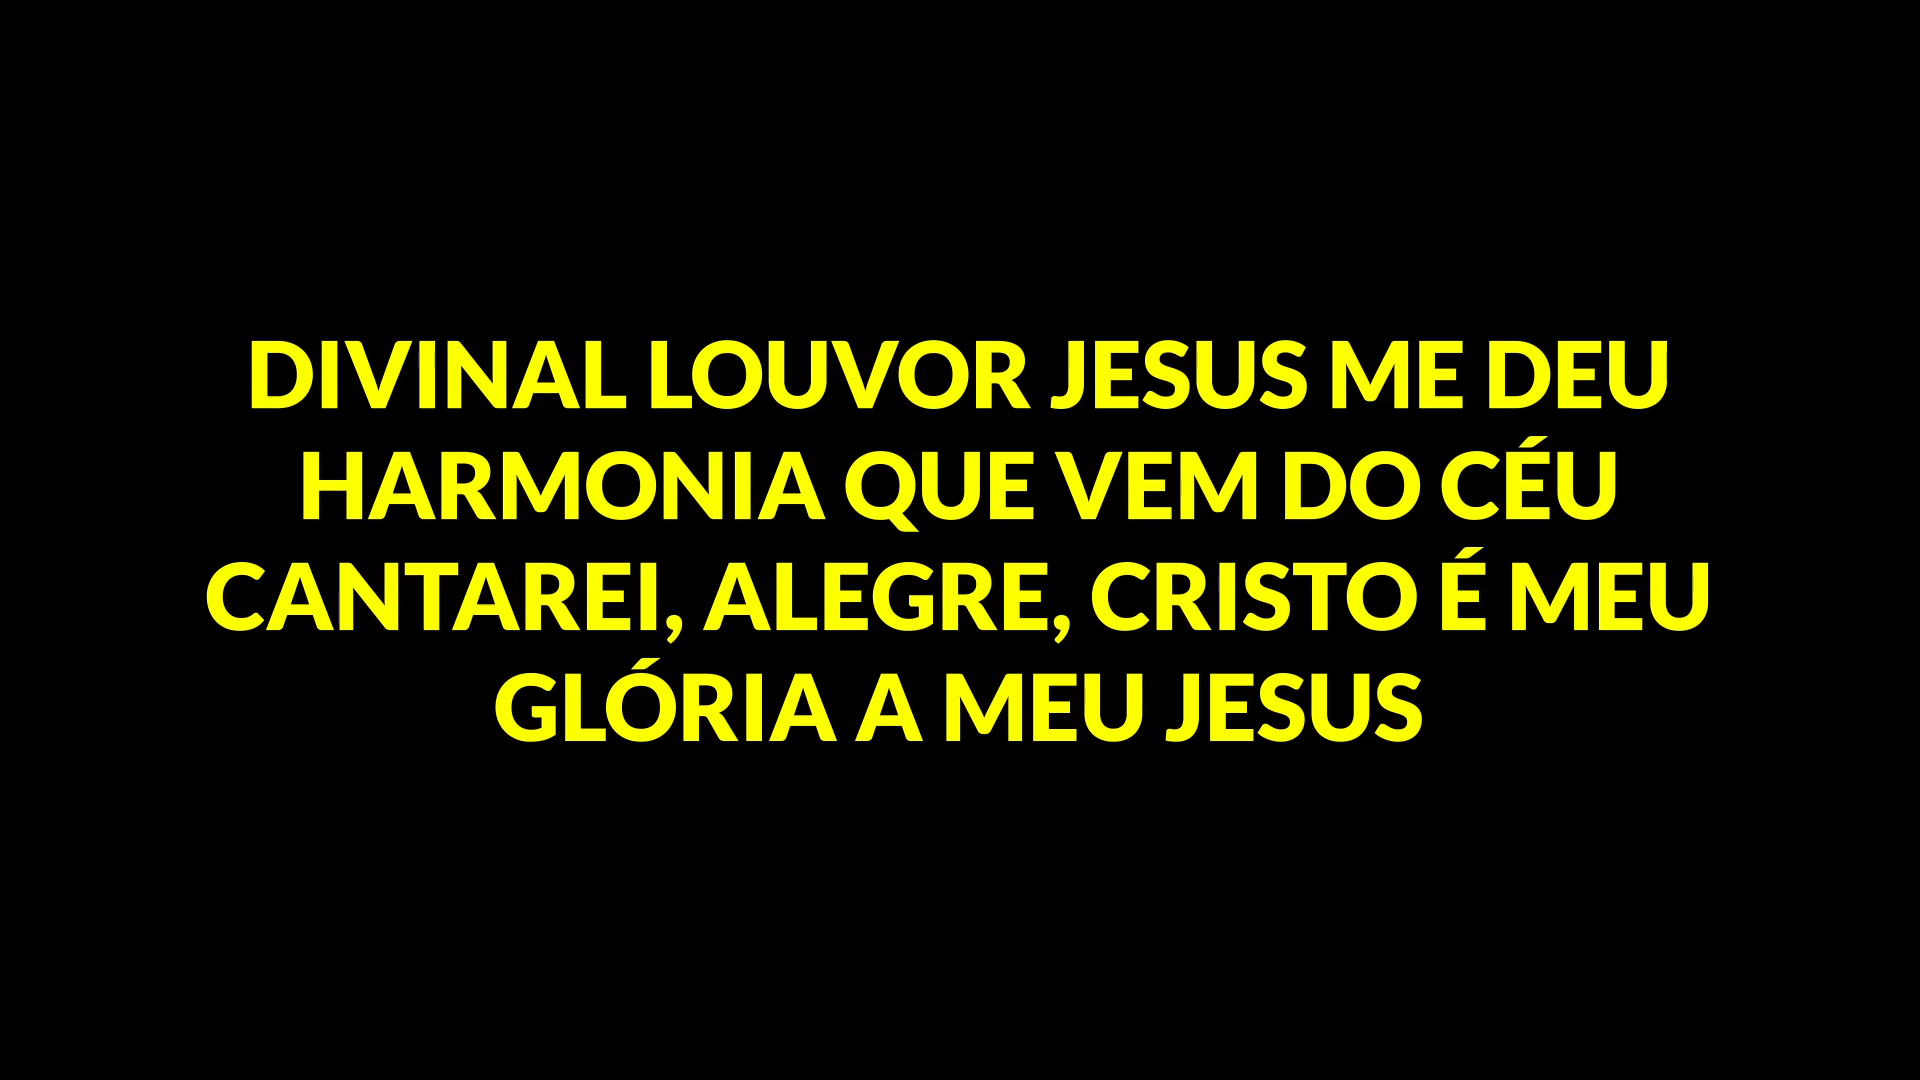 DIVINAL LOUVOR JESUS ME DEU
HARMONIA QUE VEM DO CÉU
CANTAREI, ALEGRE, CRISTO É MEU
GLÓRIA A MEU JESUS